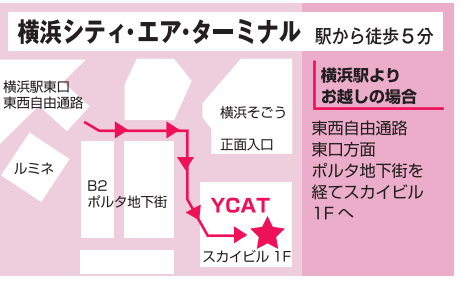 横浜シティ・エア・ターミナル 駅から徒歩5分
横浜駅東口
東西自由通路
横浜そごう
正面入口
ルミネ
B2
ポルタ地下街
YCAT
スカイビル 1F
横浜駅より
お越しの場合
東西自由通路
東口方面
ポルタ地下街を
経てスカイビル
1Fへ